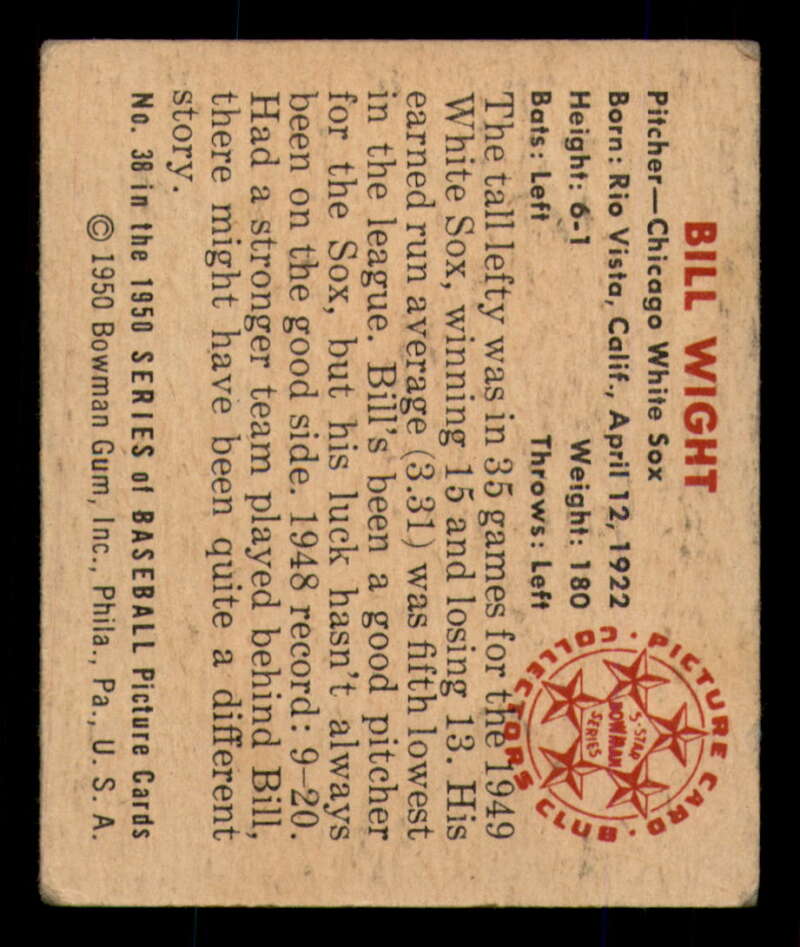 BILL WIGHT
Pitcher—Chicago White Sox
Born: Rio Vista, Calif., April 12, 1922
Height: 6-1 Weight: 180
Bats: Left Throws: Left
PICTURE CARD COLLECTORS CLUB
5-STAR
BOWMAN
SERIES
The tall lefty was in 35 games for the 1949
White Sox, winning 15 and losing 13. His
earned run average (3.31) was fifth lowest
in the league. Bill's been a good pitcher
for the Sox, but his luck hasn't always
been on the good side. 1948 record: 9–20.
Had a stronger team played behind Bill,
there might have been quite a different
story.
No. 38 in the 1950 SERIES of BASEBALL Picture Cards
© 1950 Bowman Gum, Inc., Phila., Pa., U. S. A.